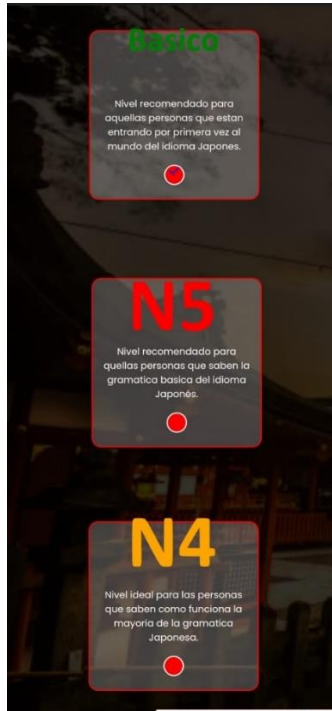 Basico
Nivel recomendado para
aquellas personas que estan
entrando por primera vez al
mundo del idioma Japones.
N5
Nivel recomendado para
quellas personas que saben la
gramatica basica del idioma
Japonés.
N4
Nivel ideal para las personas
que saben como funciona la
mayoria de la gramatica
Japonesa.